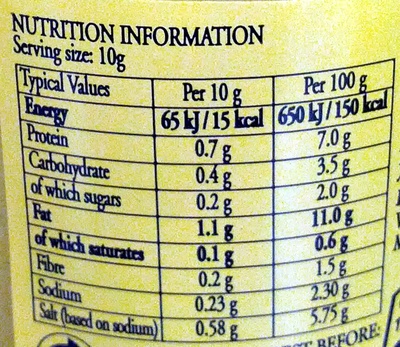 NUTRITION INFORMATION
Serving size: 10g
Typical Values Per 10 g Per 100 g
Energy 65 kJ/15 kcal 650 kJ/150 kcal
Protein 0.7 g 7.0 g
Carbohydrate 0.4 g 3.5 g
of which sugars 0.2 g 2.0 g
Fat 1.1 g 11.0 g
of which saturates 0.1 g 0.6 g
Fibre 0.2 g 1.5 g
Sodium 0.23 g 2.30 g
Salt (based on sodium) 0.58 g 5.75 g
BEFORE: